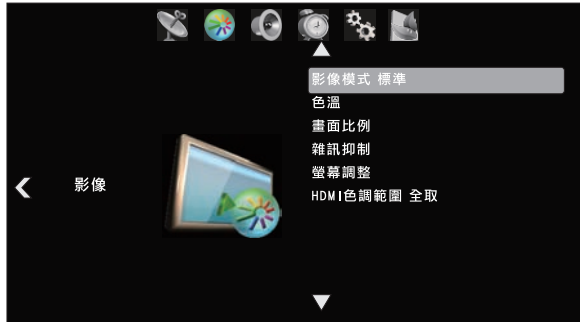 影像
影像模式 標準
色溫
畫面比例
雜訊抑制
螢幕調整
HDMI色調範圍 全取